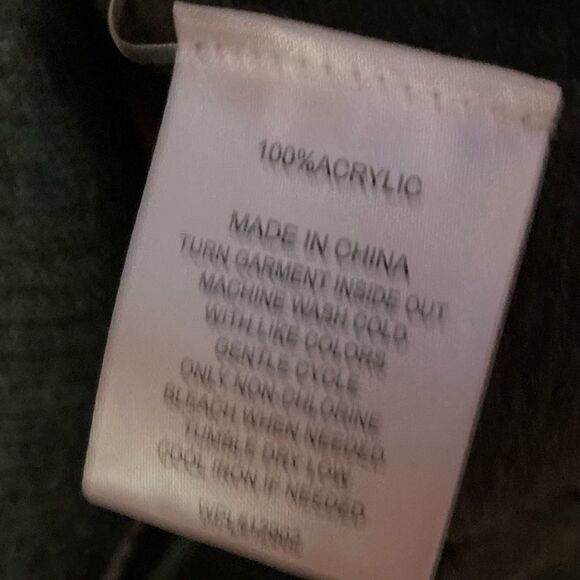 100%ACRYLIC
MADE IN CHINA
TURN GARMENT INSIDE OUT
MACHINE WASH COLD
WITH LIKE COLORS
GENTLE CYCLE
ONLY NON-CHLORINE
BLEACH WHEN NEEDED
TUMBLE DRY LOW
COOL IRON IF NEEDED